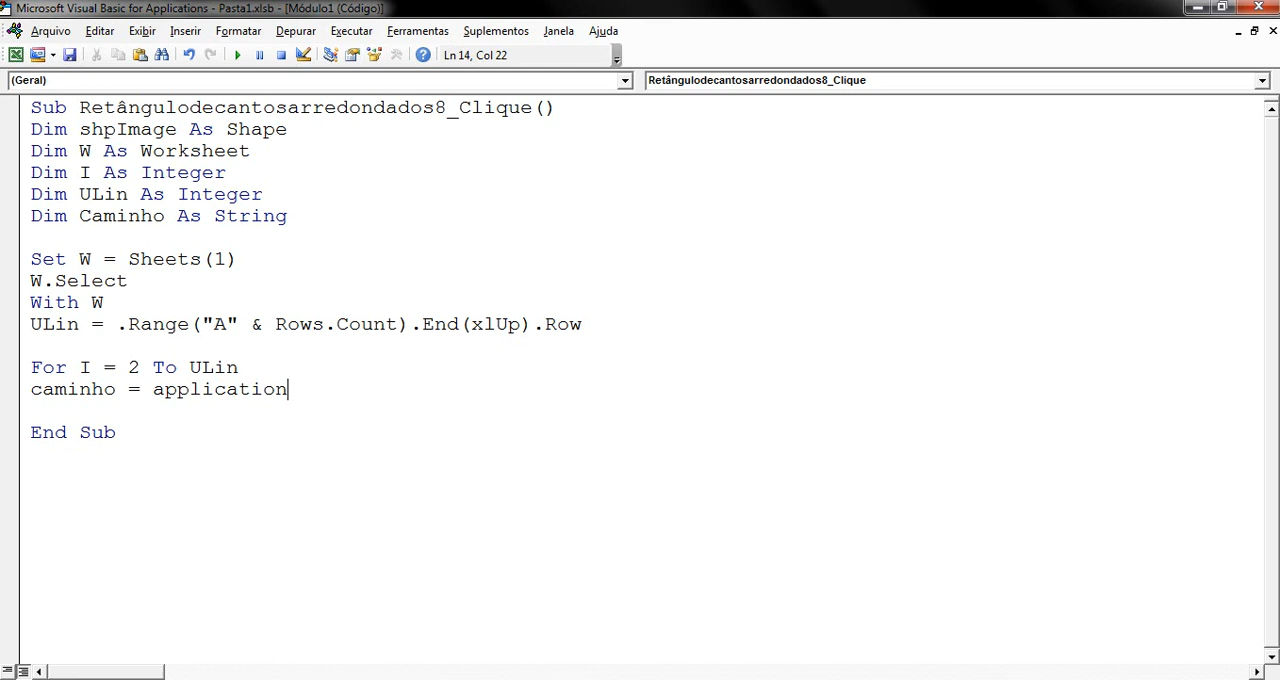 Microsoft Visual Basic for Applications - Pasta1.xlsb - [Módulo1 (Código)]
Arquivo Editar Exibir Inserir Formatar Depurar Executar Ferramentas Suplementos Janela Ajuda
Ln 14, Col 22
(Geral) Retângulodecantosarredondados8_Clique
Sub Retângulodecantosarredondados8_Clique()
Dim shpImage As Shape
Dim W As Worksheet
Dim I As Integer
Dim ULin As Integer
Dim Caminho As String
Set W = Sheets(1)
W.Select
With W
ULin = .Range("A" & Rows.Count).End(xlUp).Row
For I = 2 To ULin
caminho = application
End Sub